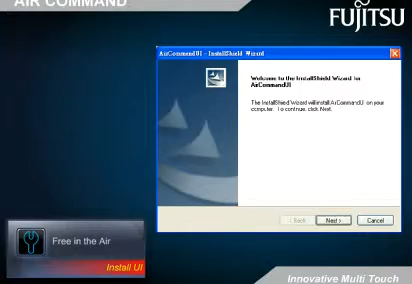 AIR COMMAND
FUJITSU
AirCommandUI - InstallShield Wizard
Welcome to the InstallShield Wizard for
AirCommandUI
The InstallShield Wizard will install AirCommandUI on your
computer. To continue, click Next.
< Back
Next >
Cancel
Free in the Air
Install UI
Innovative Multi Touch